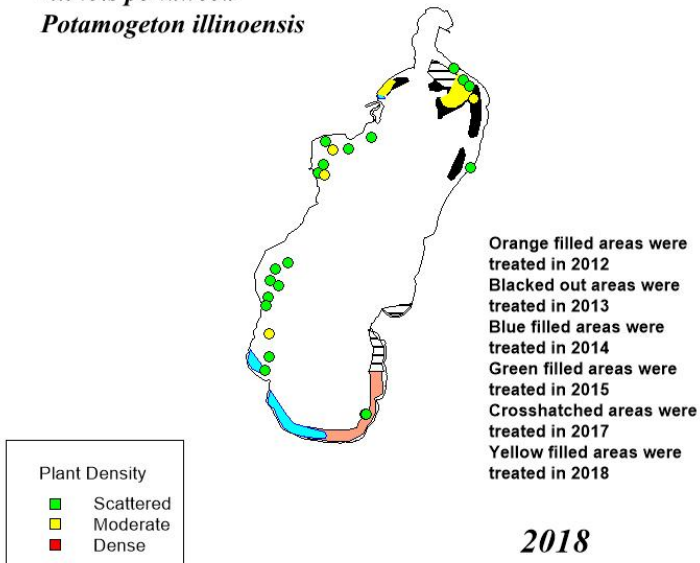 Potamogeton illinoensis
Orange filled areas were
treated in 2012
Blacked out areas were
treated in 2013
Blue filled areas were
treated in 2014
Green filled areas were
treated in 2015
Crosshatched areas were
treated in 2017
Yellow filled areas were
treated in 2018
Plant Density
Scattered
Moderate
Dense
2018